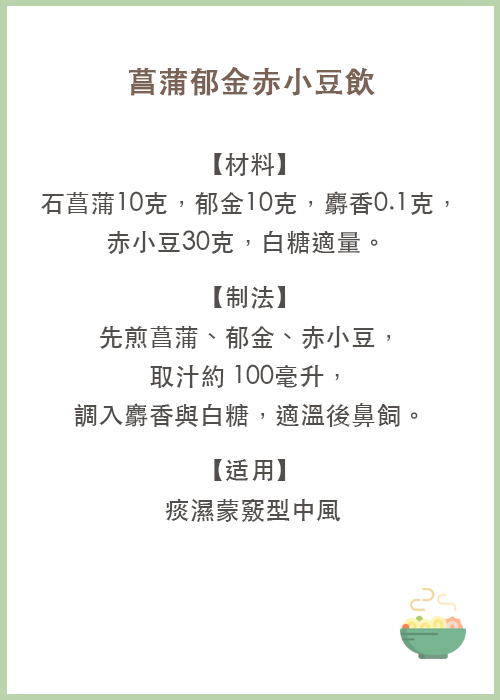 菖蒲郁金赤小豆飲
【材料】
石菖蒲10克，郁金10克，麝香0.1克，
赤小豆30克，白糖適量。
【制法】
先煎菖蒲、郁金、赤小豆，
取汁約 100毫升，
調入麝香與白糖，適溫後鼻飼。
【适用】
痰濕蒙竅型中風